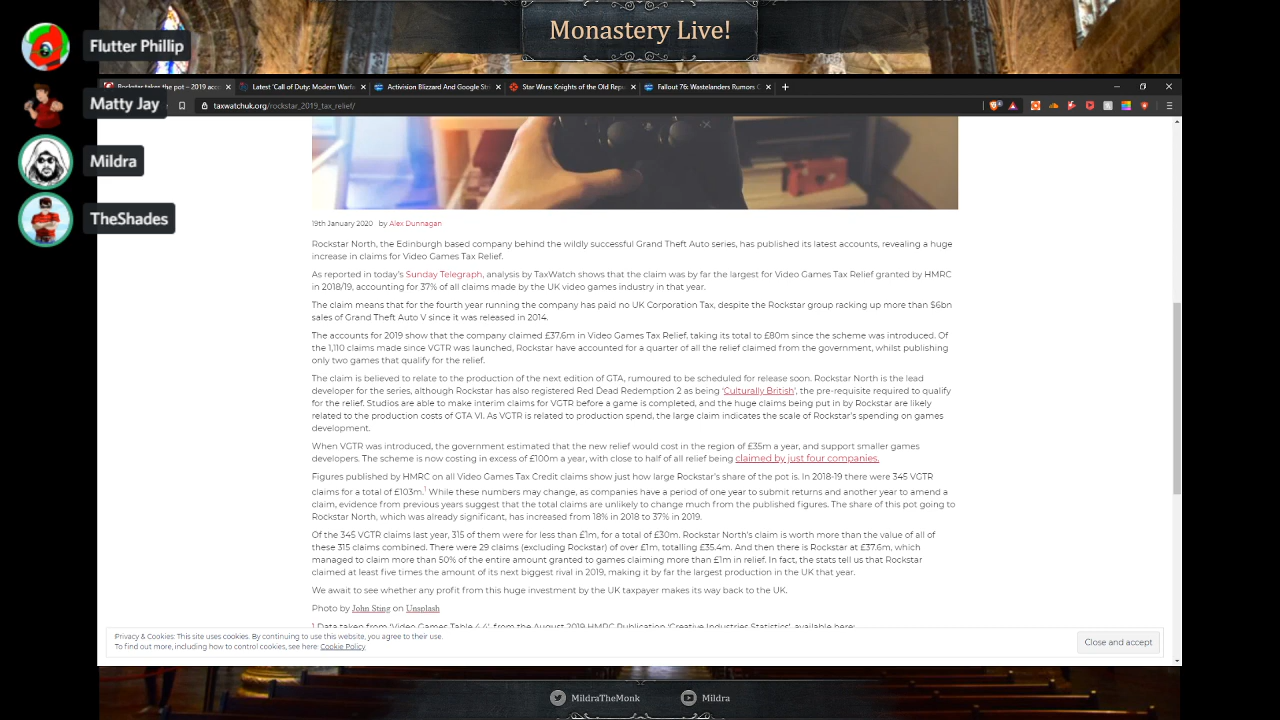 Monastery Live!
Flutter Phillip
Matty Jay
Mildra
TheShades
Rockstar takes the pot – 2019 acc
Latest 'Call of Duty: Modern Warfa
Activision Blizzard And Google St
Star Wars: Knights of the Old Rep
Fallout 76: Wastelanders Rumors C
taxwatchuk.org/rockstar_2019_tax_relief/
19th January 2020 by Alex Dunnagan
Rockstar North, the Edinburgh based company behind the wildly successful Grand Theft Auto series, has published its latest accounts, revealing a huge
increase in claims for Video Games Tax Relief.
As reported in today's Sunday Telegraph, analysis by TaxWatch shows that the claim was by far the largest for Video Games Tax Relief granted by HMRC
in 2018/19, accounting for 37% of all claims made by the UK video games industry in that year.
The claim means that for the fourth year running the company has paid no UK Corporation Tax, despite the Rockstar group racking up more than $6bn
sales of Grand Theft Auto V since it was released in 2014.
The accounts for 2019 show that the company claimed £37.6m in Video Games Tax Relief, taking its total to £80m since the scheme was introduced. Of
the 1,110 claims made since VGTR was launched, Rockstar have accounted for a quarter of all the relief claimed from the government, whilst publishing
only two games that qualify for the relief.
The claim is believed to relate to the production of the next edition of GTA, rumoured to be scheduled for release soon. Rockstar North is the lead
developer for the series, although Rockstar has also registered Red Dead Redemption 2 as being 'Culturally British', the pre-requisite required to qualify
for the relief. Studios are able to make interim claims for VGTR before a game is completed, and the huge claims being put in by Rockstar are likely
related to the production costs of GTA VI. As VGTR is related to production spend, the large claim indicates the scale of Rockstar's spending on games
development.
When VGTR was introduced, the government estimated that the new relief would cost in the region of £35m a year, and support smaller games
developers. The scheme is now costing in excess of £100m a year, with close to half of all relief being claimed by just four companies.
Figures published by HMRC on all Video Games Tax Credit claims show just how large Rockstar's share of the pot is. In 2018-19 there were 345 VGTR
claims for a total of £103m.1 While these numbers may change, as companies have a period of one year to submit returns and another year to amend a
claim, evidence from previous years suggest that the total claims are unlikely to change much from the published figures. The share of this pot going to
Rockstar North, which was already significant, has increased from 18% in 2018 to 37% in 2019.
Of the 345 VGTR claims last year, 315 of them were for less than £1m, for a total of £30m. Rockstar North's claim is worth more than the value of all of
these 315 claims combined. There were 29 claims (excluding Rockstar) of over £1m, totalling £35.4m. And then there is Rockstar at £37.6m, which
managed to claim more than 50% of the entire amount granted to games claiming more than £1m in relief. In fact, the stats tell us that Rockstar
claimed at least five times the amount of its next biggest rival in 2019, making it by far the largest production in the UK that year.
We await to see whether any profit from this huge investment by the UK taxpayer makes its way back to the UK.
Photo by John Sting on Unsplash
1 Data taken from 'Video Games Table 4.4', from the August 2019 HMRC Publication 'Creative Industries Statistics', available here:
Privacy & Cookies: This site uses cookies. By continuing to use this website, you agree to their use.
To find out more, including how to control cookies, see here: Cookie Policy
Close and accept
MildraTheMonk
Mildra